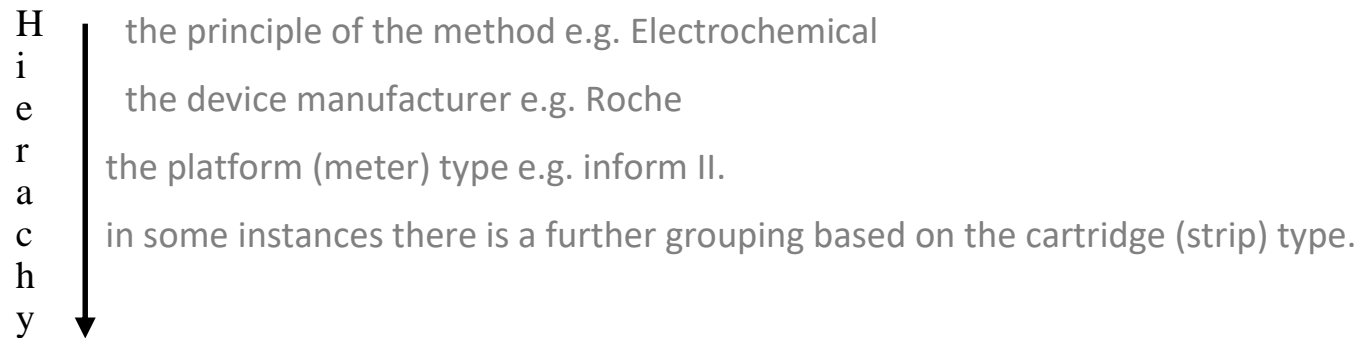 Hierachy
the principle of the method e.g. Electrochemical
the device manufacturer e.g. Roche
the platform (meter) type e.g. inform II.
in some instances there is a further grouping based on the cartridge (strip) type.